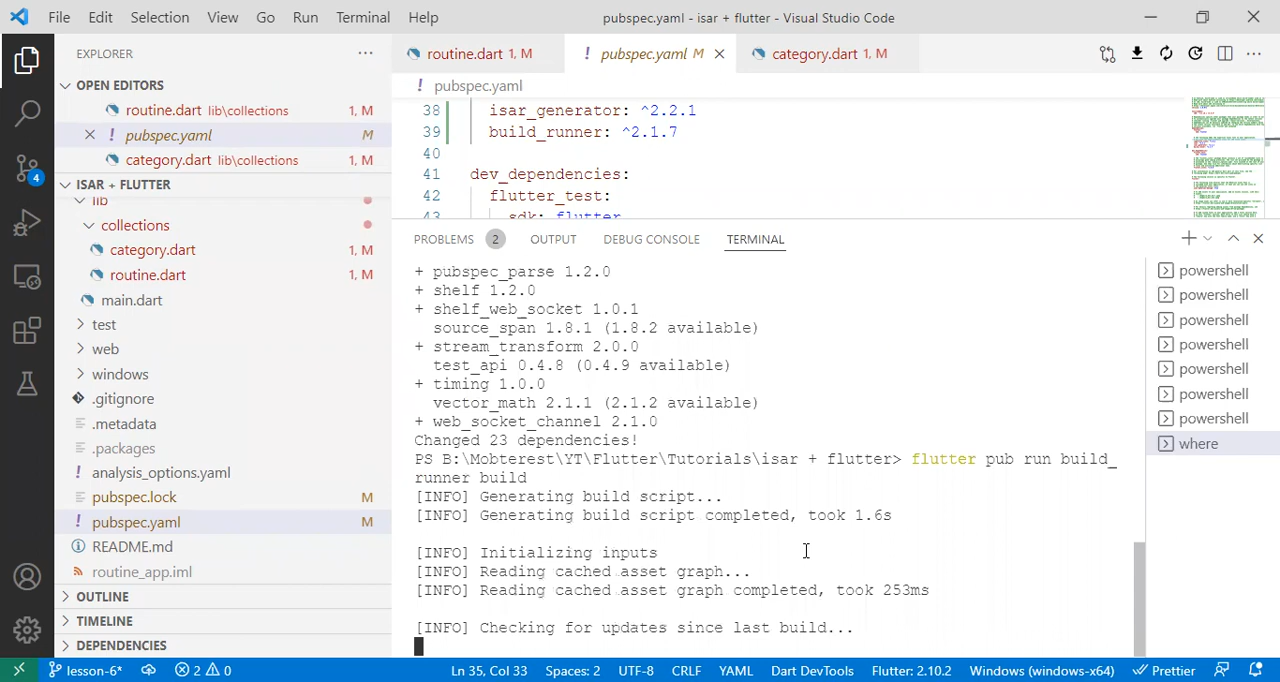 File Edit Selection View Go Run Terminal Help pubspec.yaml - isar + flutter - Visual Studio Code
EXPLORER
OPEN EDITORS
routine.dart lib\collections 1, M
pubspec.yaml M
category.dart lib\collections 1, M
ISAR + FLUTTER
lib
collections
category.dart 1, M
routine.dart 1, M
main.dart
test
web
windows
.gitignore
.metadata
.packages
analysis_options.yaml
pubspec.lock M
pubspec.yaml M
README.md
routine_app.iml
OUTLINE
TIMELINE
DEPENDENCIES
4
routine.dart 1, M
pubspec.yaml M
category.dart 1, M
pubspec.yaml
38 isar_generator: ^2.2.1
39 build_runner: ^2.1.7
40
41 dev_dependencies:
42 flutter_test:
43 sdk: flutter
PROBLEMS 2 OUTPUT DEBUG CONSOLE TERMINAL
+ pubspec_parse 1.2.0
+ shelf 1.2.0
+ shelf_web_socket 1.0.1
source_span 1.8.1 (1.8.2 available)
+ stream_transform 2.0.0
test_api 0.4.8 (0.4.9 available)
+ timing 1.0.0
vector_math 2.1.1 (2.1.2 available)
+ web_socket_channel 2.1.0
Changed 23 dependencies!
PS B:\Mobterest\YT\Flutter\Tutorials\isar + flutter> flutter pub run build_
runner build
[INFO] Generating build script...
[INFO] Generating build script completed, took 1.6s
[INFO] Initializing inputs
[INFO] Reading cached asset graph...
[INFO] Reading cached asset graph completed, took 253ms
[INFO] Checking for updates since last build...
powershell
powershell
powershell
powershell
powershell
powershell
powershell
where
lesson-6* 2 0 Ln 35, Col 33 Spaces: 2 UTF-8 CRLF YAML Dart DevTools Flutter: 2.10.2 Windows (windows-x64) Prettier